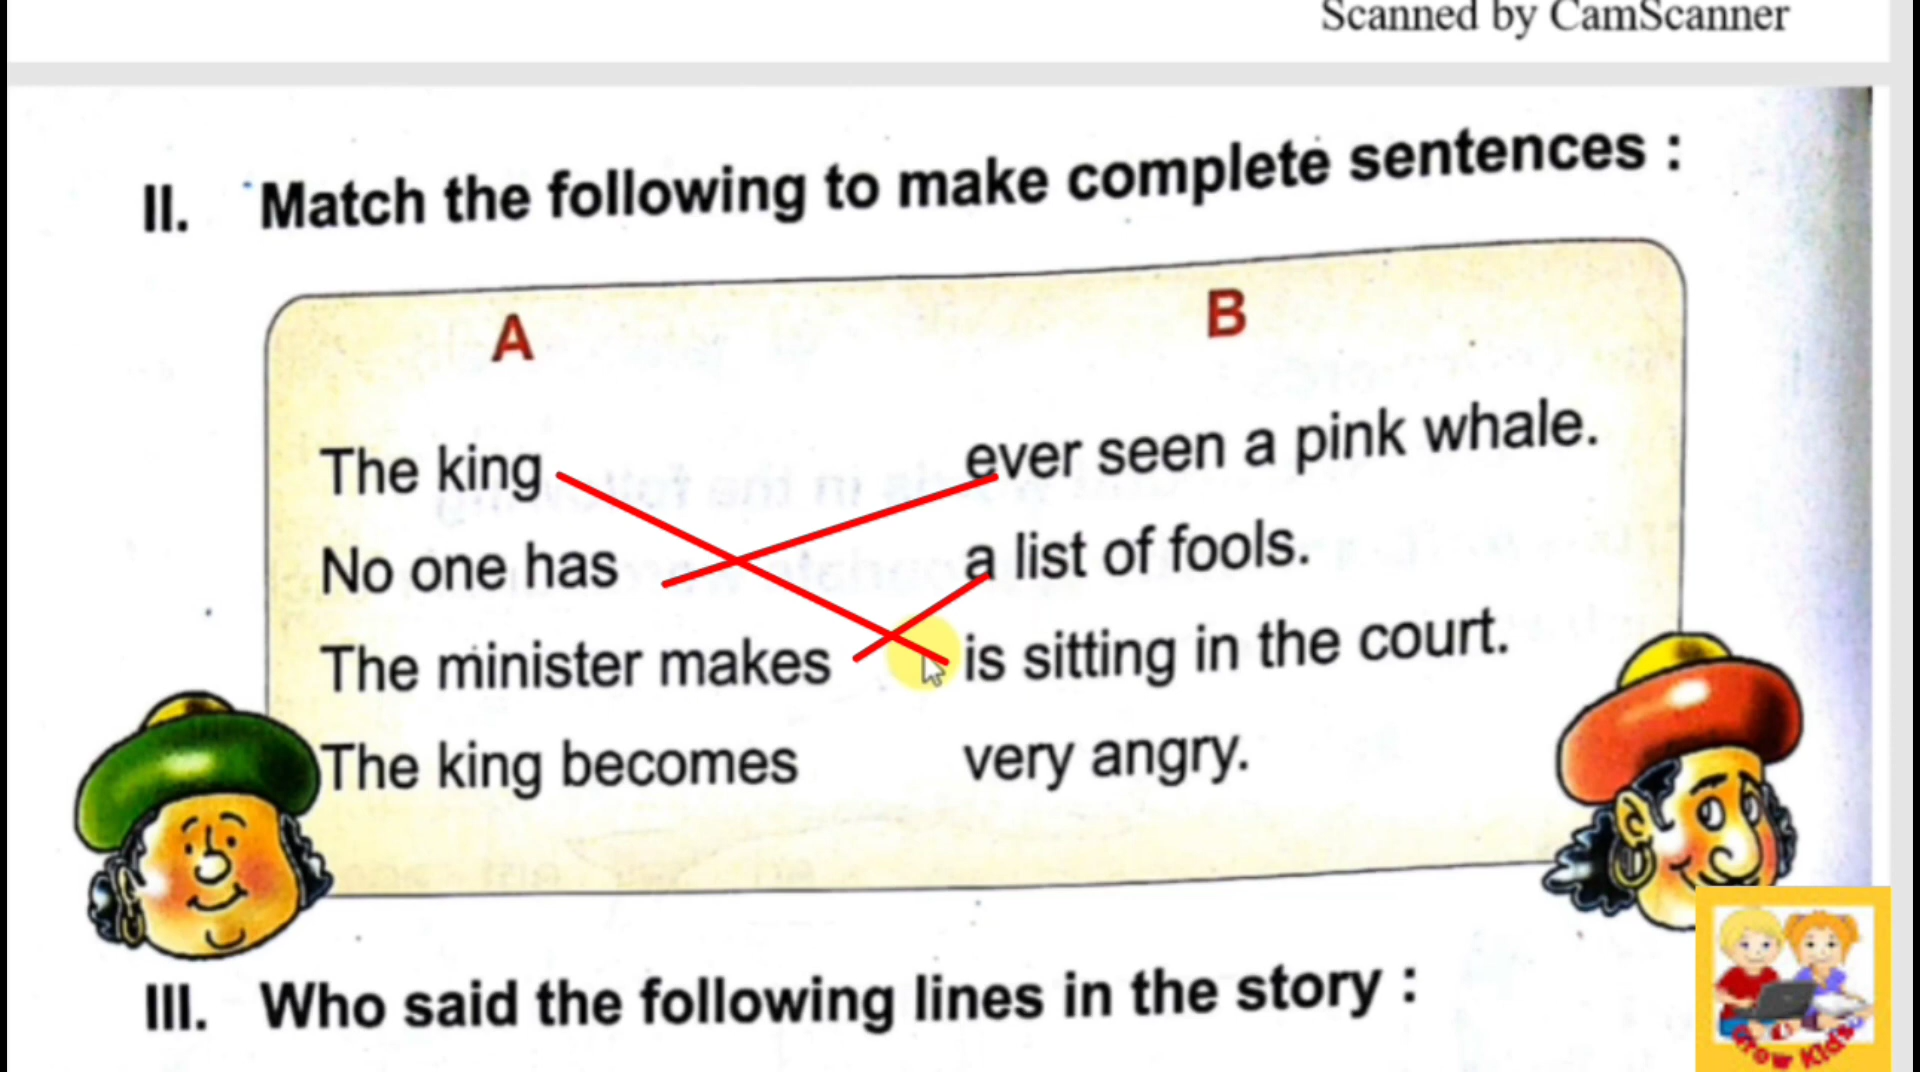 Scanned by CamScanner
II. Match the following to make complete sentences :
A B
The king ever seen a pink whale.
No one has a list of fools.
The minister makes is sitting in the court.
The king becomes very angry.
III. Who said the following lines in the story :
Grow Kids